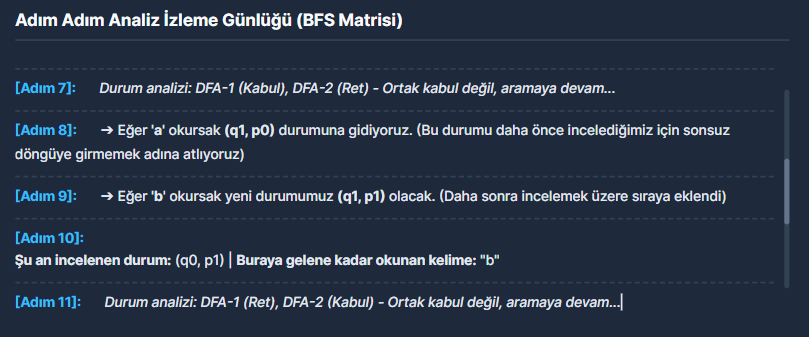 Adım Adım Analiz İzleme Günlüğü (BFS Matrisi)
[Adım 7]: Durum analizi: DFA-1 (Kabul), DFA-2 (Ret) - Ortak kabul değil, aramaya devam...
[Adım 8]: ➔ Eğer 'a' okursak (q1, p0) durumuna gidiyoruz. (Bu durumu daha önce incelediğimiz için sonsuz
döngüye girmemek adına atlıyoruz)
[Adım 9]: ➔ Eğer 'b' okursak yeni durumumuz (q1, p1) olacak. (Daha sonra incelemek üzere sıraya eklendi)
[Adım 10]:
Şu an incelenen durum: (q0, p1) | Buraya gelene kadar okunan kelime: "b"
[Adım 11]: Durum analizi: DFA-1 (Ret), DFA-2 (Kabul) - Ortak kabul değil, aramaya devam...